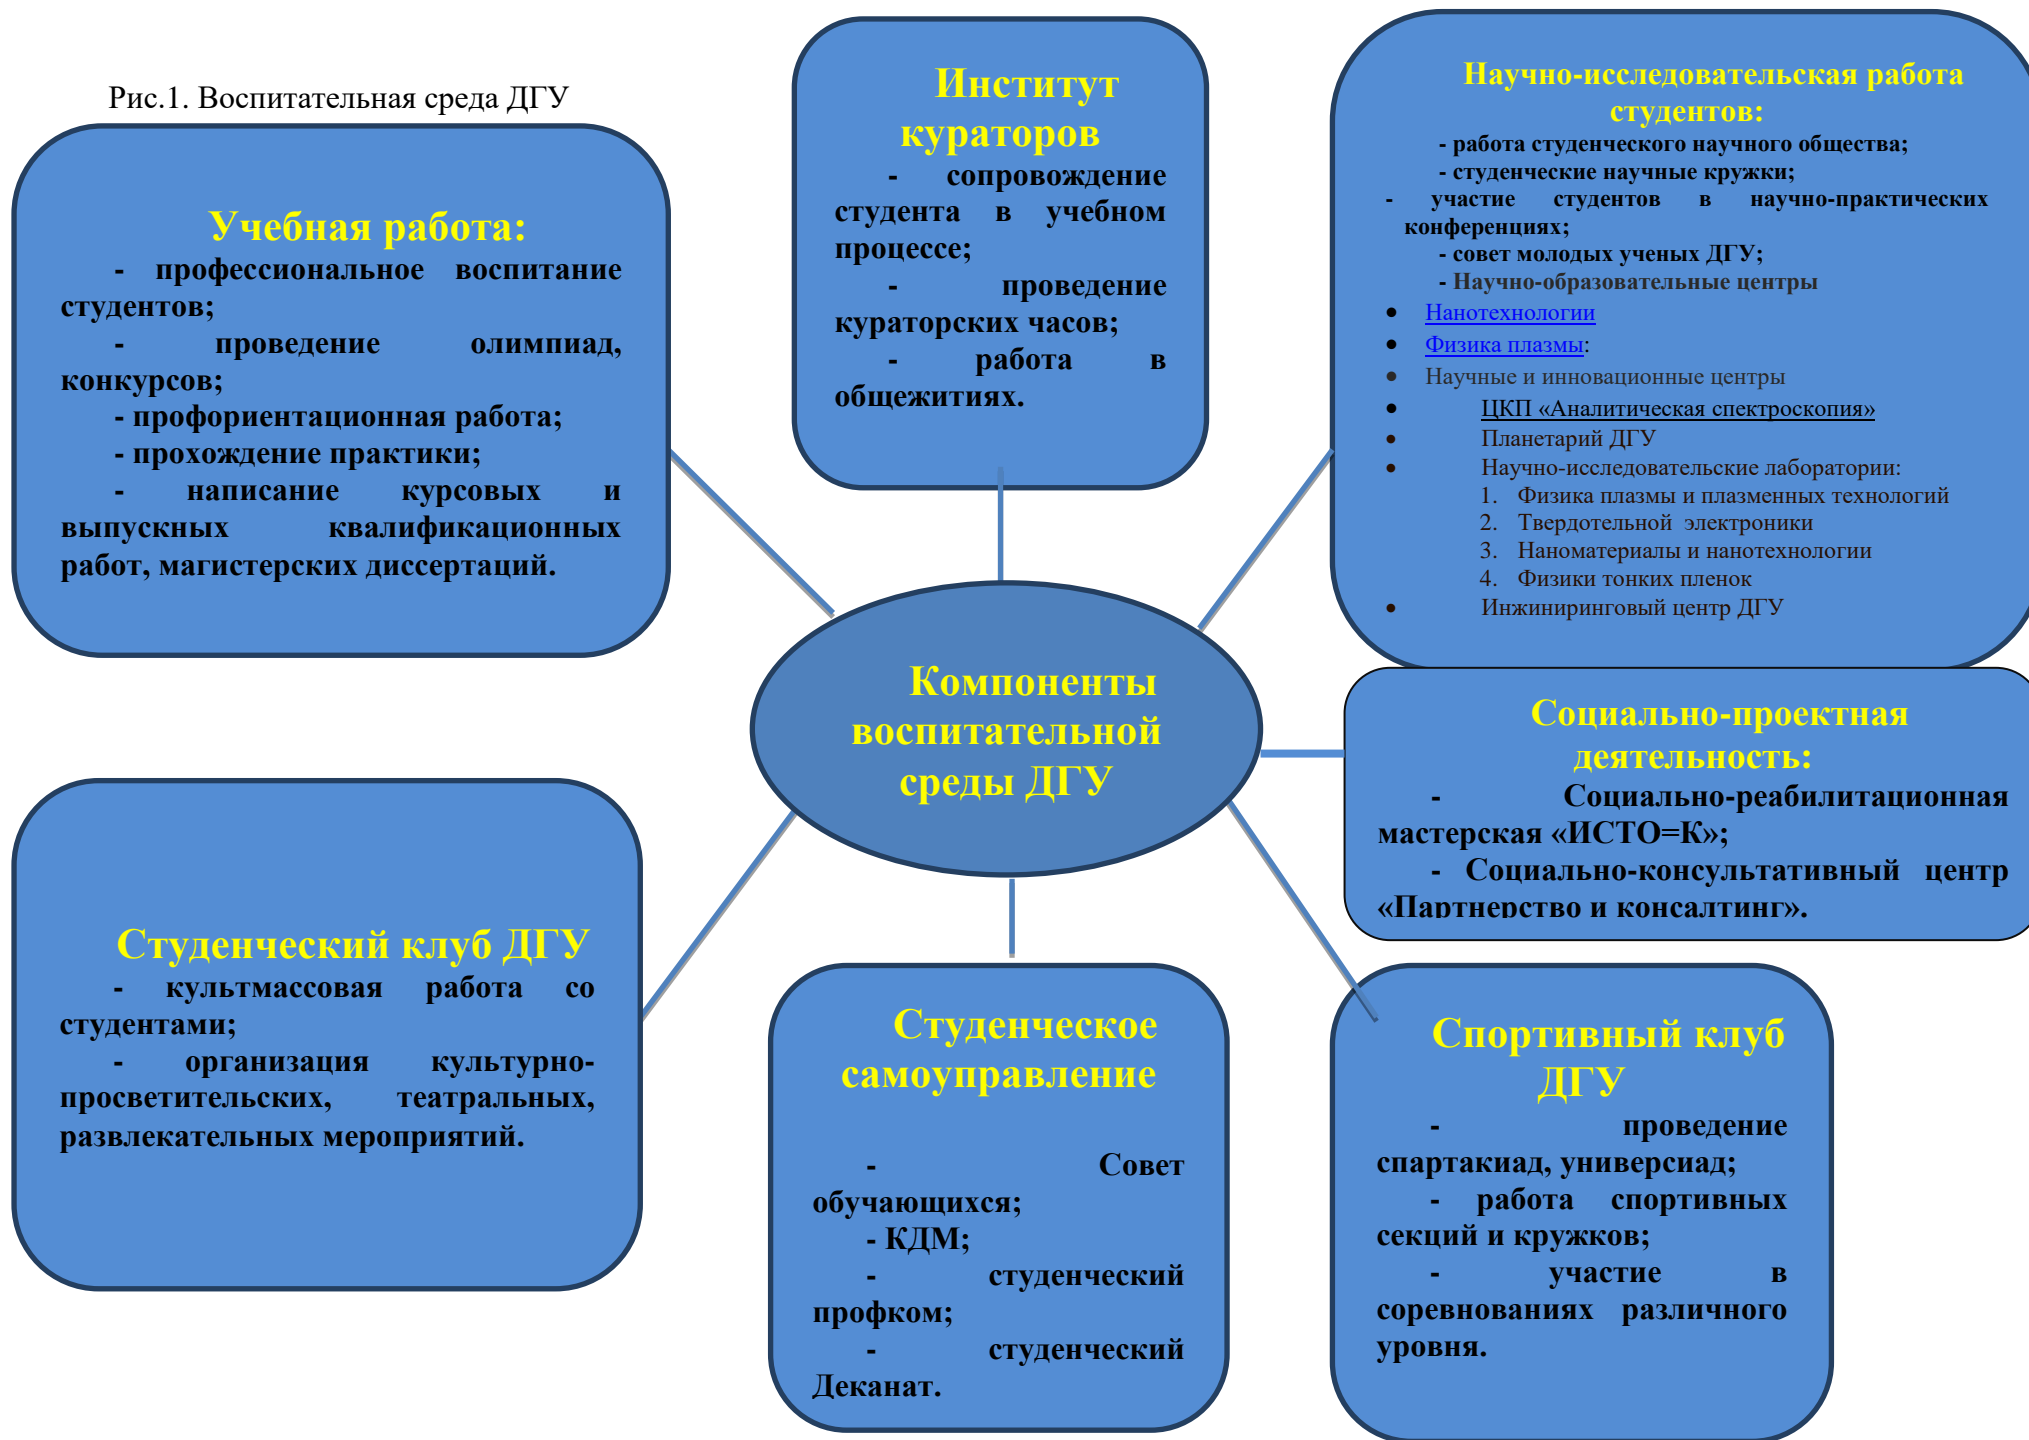 Рис.1. Воспитательная среда ДГУ
Учебная работа:
- профессиональное воспитание
студентов;
- проведение олимпиад,
конкурсов;
- профориентационная работа;
- прохождение практики;
- написание курсовых и
выпускных квалификационных
работ, магистерских диссертаций.
Институт
кураторов
- сопровождение
студента в учебном
процессе;
- проведение
кураторских часов;
- работа в
общежитиях.
Научно-исследовательская работа
студентов:
- работа студенческого научного общества;
- студенческие научные кружки;
- участие студентов в научно-практических
конференциях;
- совет молодых ученых ДГУ;
- Научно-образовательные центры
• Нанотехнологии
• Физика плазмы:
• Научные и инновационные центры
• ЦКП «Аналитическая спектроскопия»
• Планетарий ДГУ
• Научно-исследовательские лаборатории:
1. Физика плазмы и плазменных технологий
2. Твердотельной электроники
3. Наноматериалы и нанотехнологии
4. Физики тонких пленок
• Инжиниринговый центр ДГУ
Компоненты
воспитательной
среды ДГУ
Социально-проектная
деятельность:
- Социально-реабилитационная
мастерская «ИСТО=К»;
- Социально-консультативный центр
«Партнерство и консалтинг».
Студенческий клуб ДГУ
- культмассовая работа со
студентами;
- организация культурно-
просветительских, театральных,
развлекательных мероприятий.
Студенческое
самоуправление
- Совет
обучающихся;
- КДМ;
- студенческий
профком;
- студенческий
Деканат.
Спортивный клуб
ДГУ
- проведение
спартакиад, универсиад;
- работа спортивных
секций и кружков;
- участие в
соревнованиях различного
уровня.